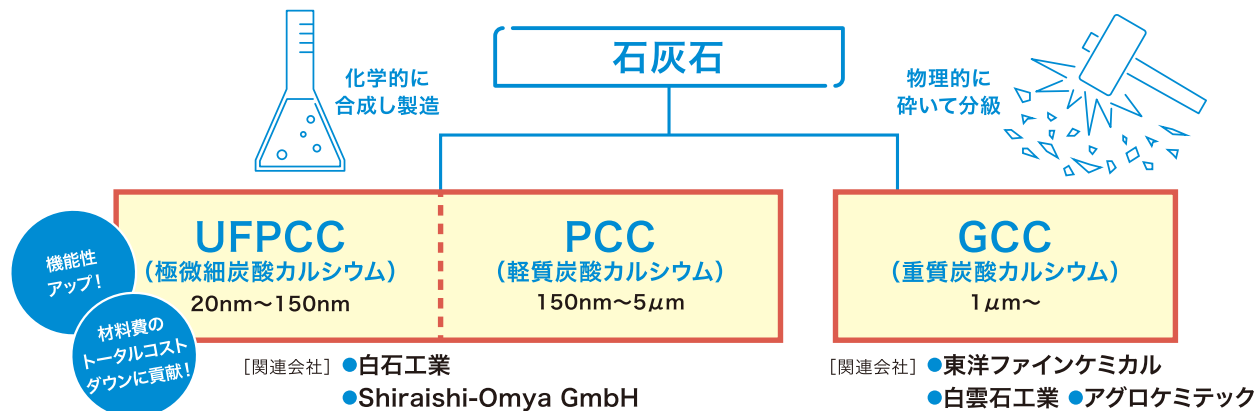 石灰石
化学的に
合成し製造
物理的に
砕いて分級
機能性
アップ！
材料費の
トータルコスト
ダウンに貢献！
UFPCC
（極微細炭酸カルシウム）
20nm〜150nm
PCC
（軽質炭酸カルシウム）
150nm〜5μm
GCC
（重質炭酸カルシウム）
1μm〜
［関連会社］ ●白石工業
●Shiraishi-Omya GmbH
［関連会社］ ●東洋ファインケミカル
●白雲石工業 ●アグロケミテック